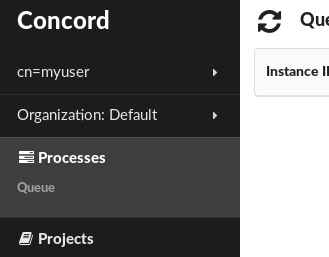 Concord
cn=myuser
Organization: Default
Processes
Queue
Projects
Que
Instance I